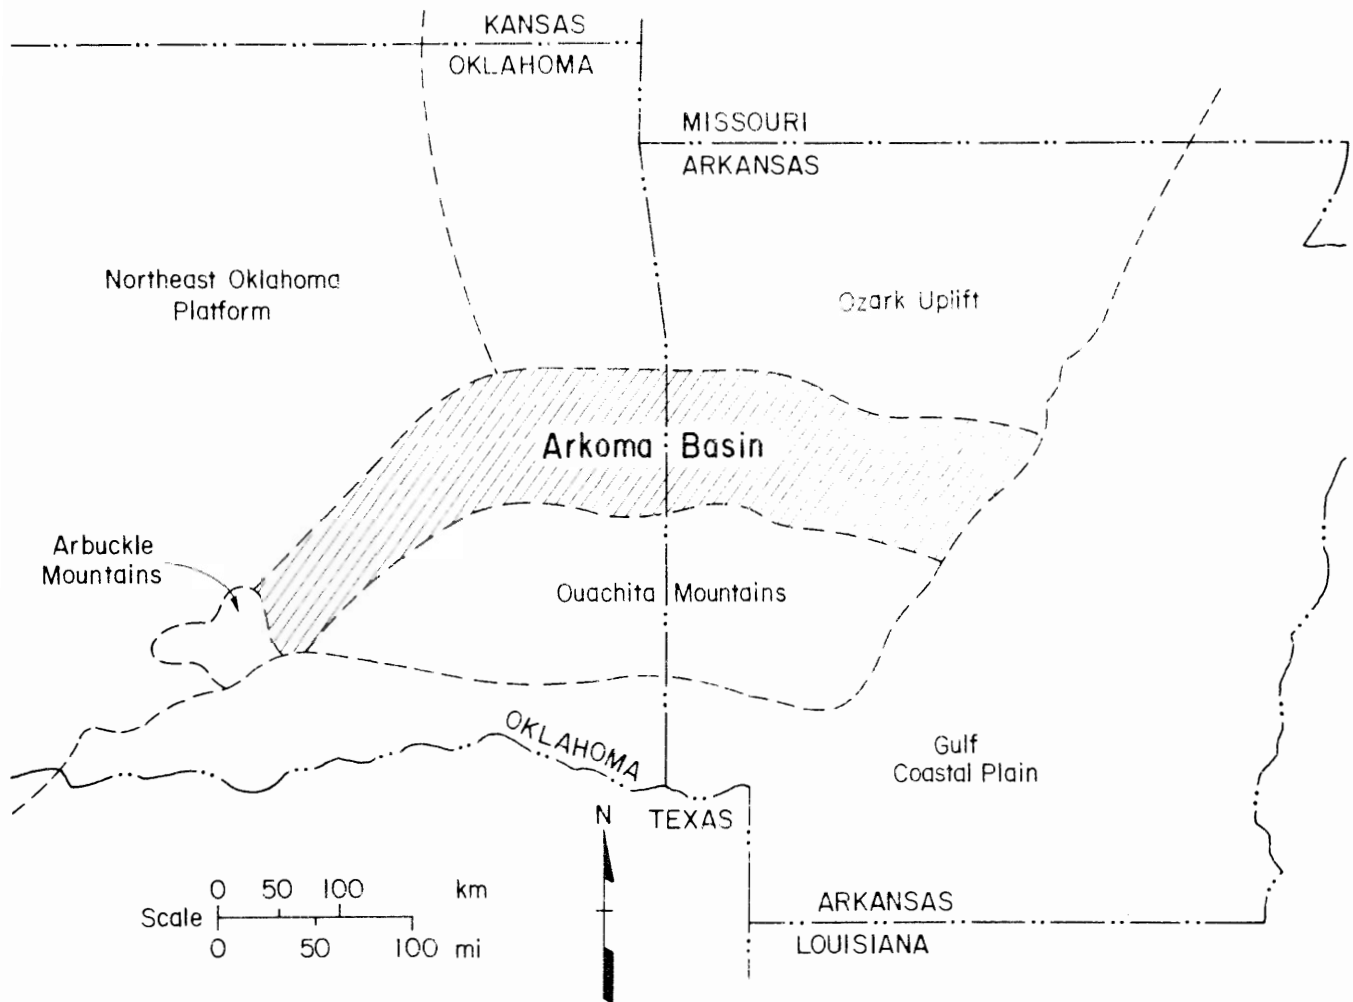 KANSAS
OKLAHOMA
MISSOURI
ARKANSAS
Northeast Oklahoma
Platform
Ozark Uplift
Arkoma Basin
Arbuckle
Mountains
Ouachita Mountains
OKLAHOMA
Gulf
Coastal Plain
N TEXAS
0 50 100 km
Scale
0 50 100 mi
ARKANSAS
LOUISIANA